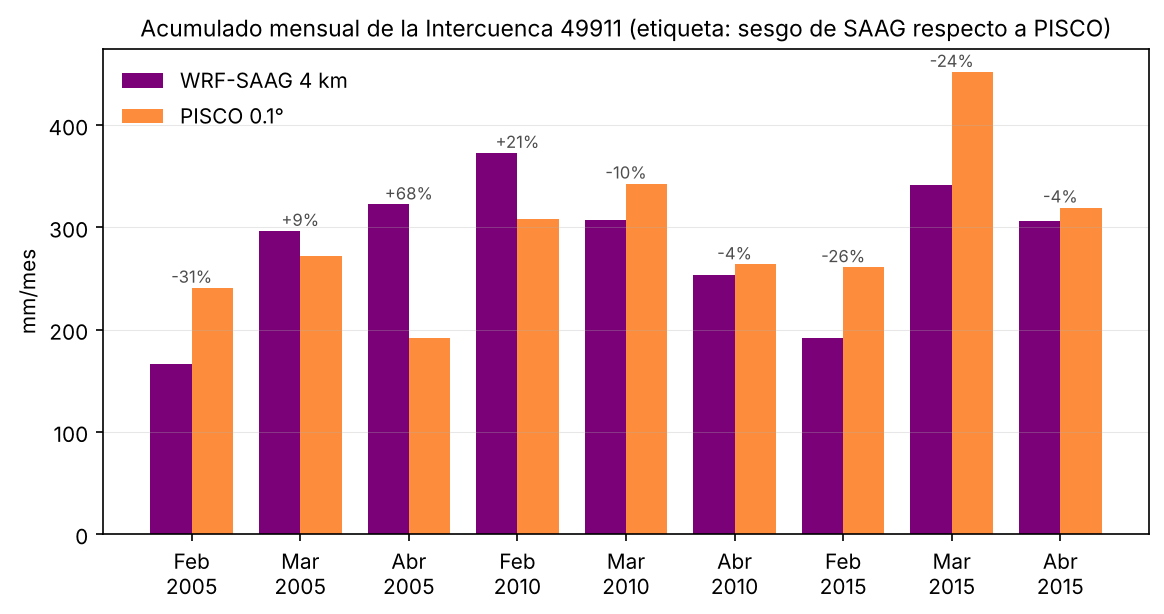 Acumulado mensual de la Intercuenca 49911 (etiqueta: sesgo de SAAG respecto a PISCO)
WRF-SAAG 4 km
PISCO 0.1°
mm/mes
400
300
200
100
0
-31%
+9%
+68%
+21%
-10%
-4%
-26%
-24%
-4%
Feb
2005
Mar
2005
Abr
2005
Feb
2010
Mar
2010
Abr
2010
Feb
2015
Mar
2015
Abr
2015